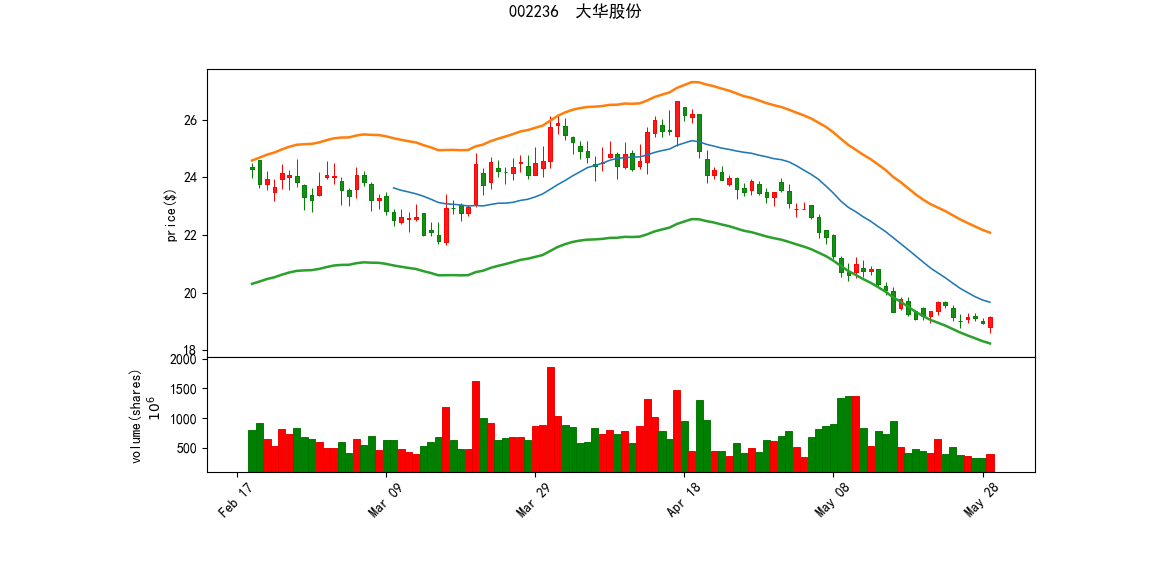 002236  大华股份
price($)
26
24
22
20
18
volume(shares)
10^6
2000
1500
1000
500
Feb 17
Mar 09
Mar 29
Apr 18
May 08
May 28